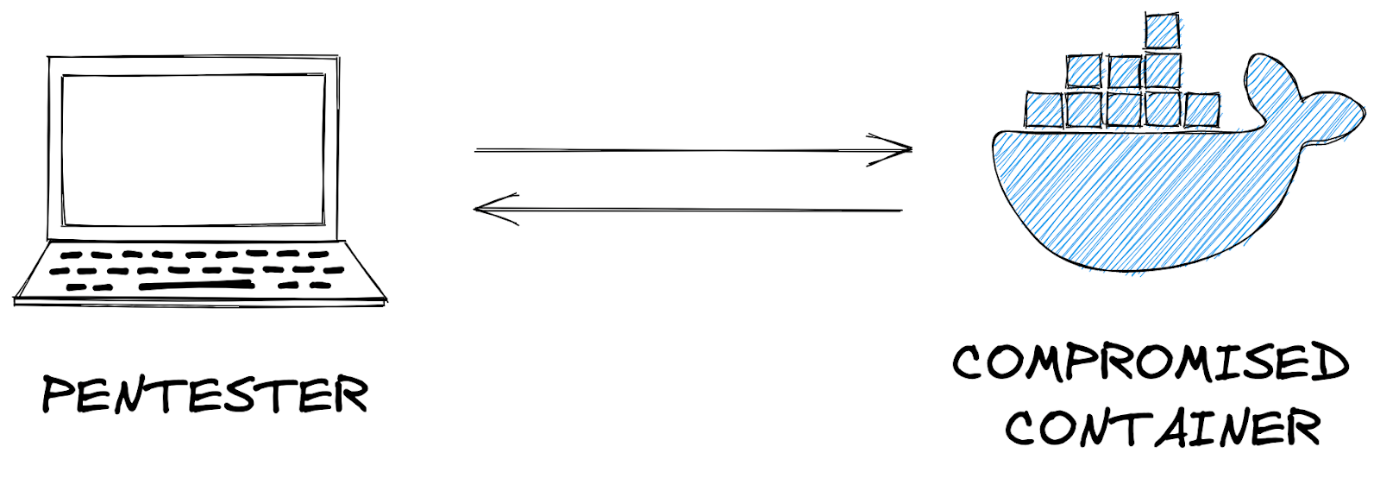 PENTESTER
COMPROMISED
CONTAINER